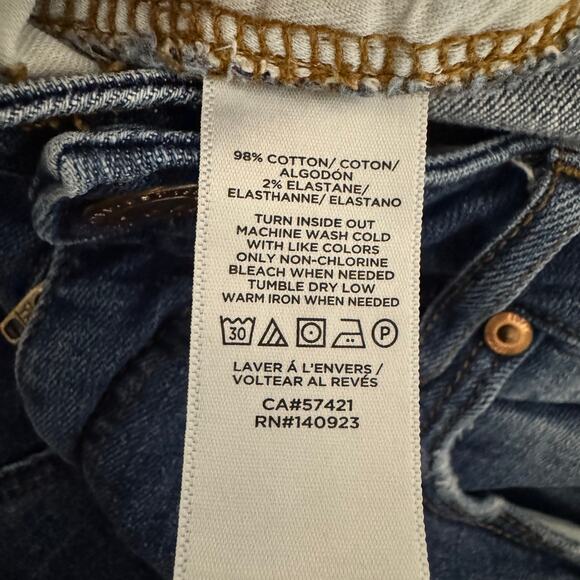 98% COTTON/ COTON/
ALGODÓN
2% ELASTANE/
ELASTHANNE/ ELASTANO
TURN INSIDE OUT
MACHINE WASH COLD
WITH LIKE COLORS
ONLY NON-CHLORINE
BLEACH WHEN NEEDED
TUMBLE DRY LOW
WARM IRON WHEN NEEDED
30 P
LAVER Á L'ENVERS/
VOLTEAR AL REVÉS
CA#57421
RN#140923